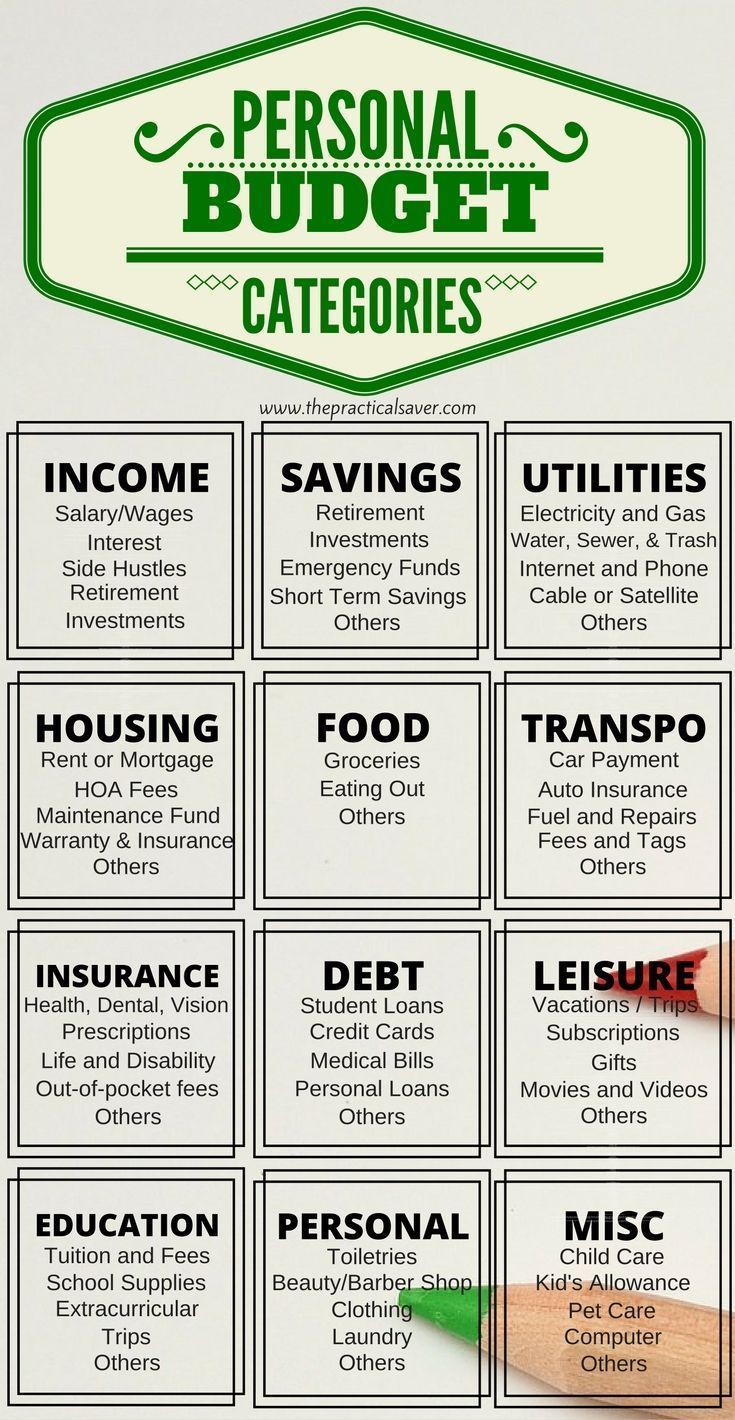 PERSONAL
BUDGET
CATEGORIES
www.thepracticalsaver.com
INCOME
Salary/Wages
Interest
Side Hustles
Retirement
Investments
SAVINGS
Retirement
Investments
Emergency Funds
Short Term Savings
Others
UTILITIES
Electricity and Gas
Water, Sewer, & Trash
Internet and Phone
Cable or Satellite
Others
HOUSING
Rent or Mortgage
HOA Fees
Maintenance Fund
Warranty & Insurance
Others
FOOD
Groceries
Eating Out
Others
TRANSPO
Car Payment
Auto Insurance
Fuel and Repairs
Fees and Tags
Others
INSURANCE
Health, Dental, Vision
Prescriptions
Life and Disability
Out-of-pocket fees
Others
DEBT
Student Loans
Credit Cards
Medical Bills
Personal Loans
Others
LEISURE
Vacations / Trips
Subscriptions
Gifts
Movies and Videos
Others
EDUCATION
Tuition and Fees
School Supplies
Extracurricular
Trips
Others
PERSONAL
Toiletries
Beauty/Barber Shop
Clothing
Laundry
Others
MISC
Child Care
Kid's Allowance
Pet Care
Computer
Others